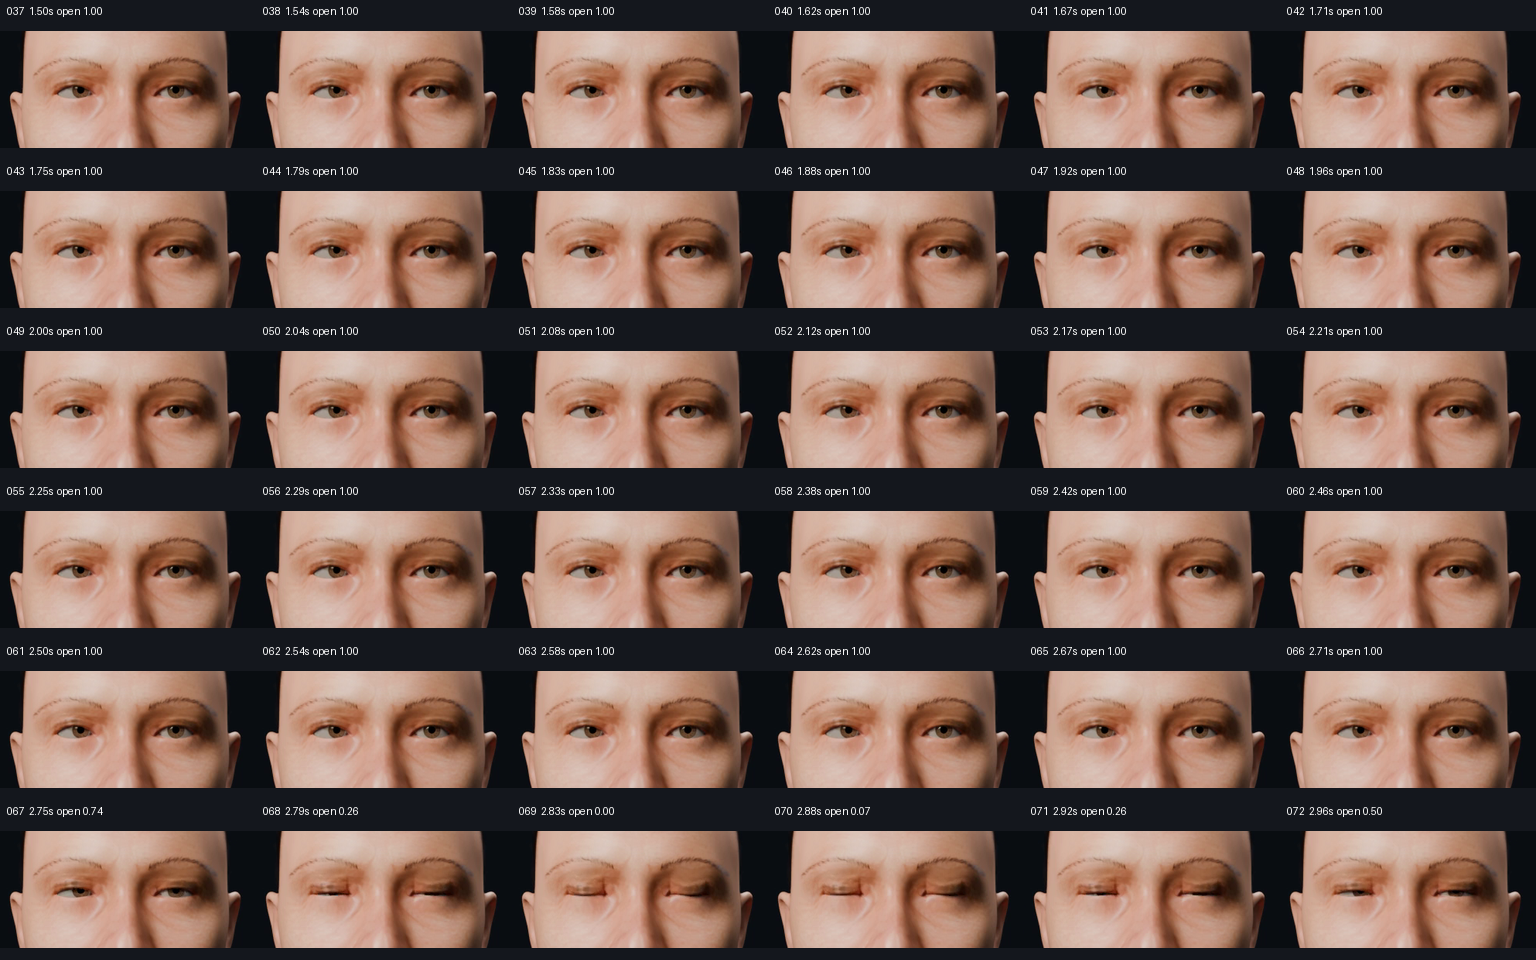 037 1.50s open 1.00
038 1.54s open 1.00
039 1.58s open 1.00
040 1.62s open 1.00
041 1.67s open 1.00
042 1.71s open 1.00
043 1.75s open 1.00
044 1.79s open 1.00
045 1.83s open 1.00
046 1.88s open 1.00
047 1.92s open 1.00
048 1.96s open 1.00
049 2.00s open 1.00
050 2.04s open 1.00
051 2.08s open 1.00
052 2.12s open 1.00
053 2.17s open 1.00
054 2.21s open 1.00
055 2.25s open 1.00
056 2.29s open 1.00
057 2.33s open 1.00
058 2.38s open 1.00
059 2.42s open 1.00
060 2.46s open 1.00
061 2.50s open 1.00
062 2.54s open 1.00
063 2.58s open 1.00
064 2.62s open 1.00
065 2.67s open 1.00
066 2.71s open 1.00
067 2.75s open 0.74
068 2.79s open 0.26
069 2.83s open 0.00
070 2.88s open 0.07
071 2.92s open 0.26
072 2.96s open 0.50